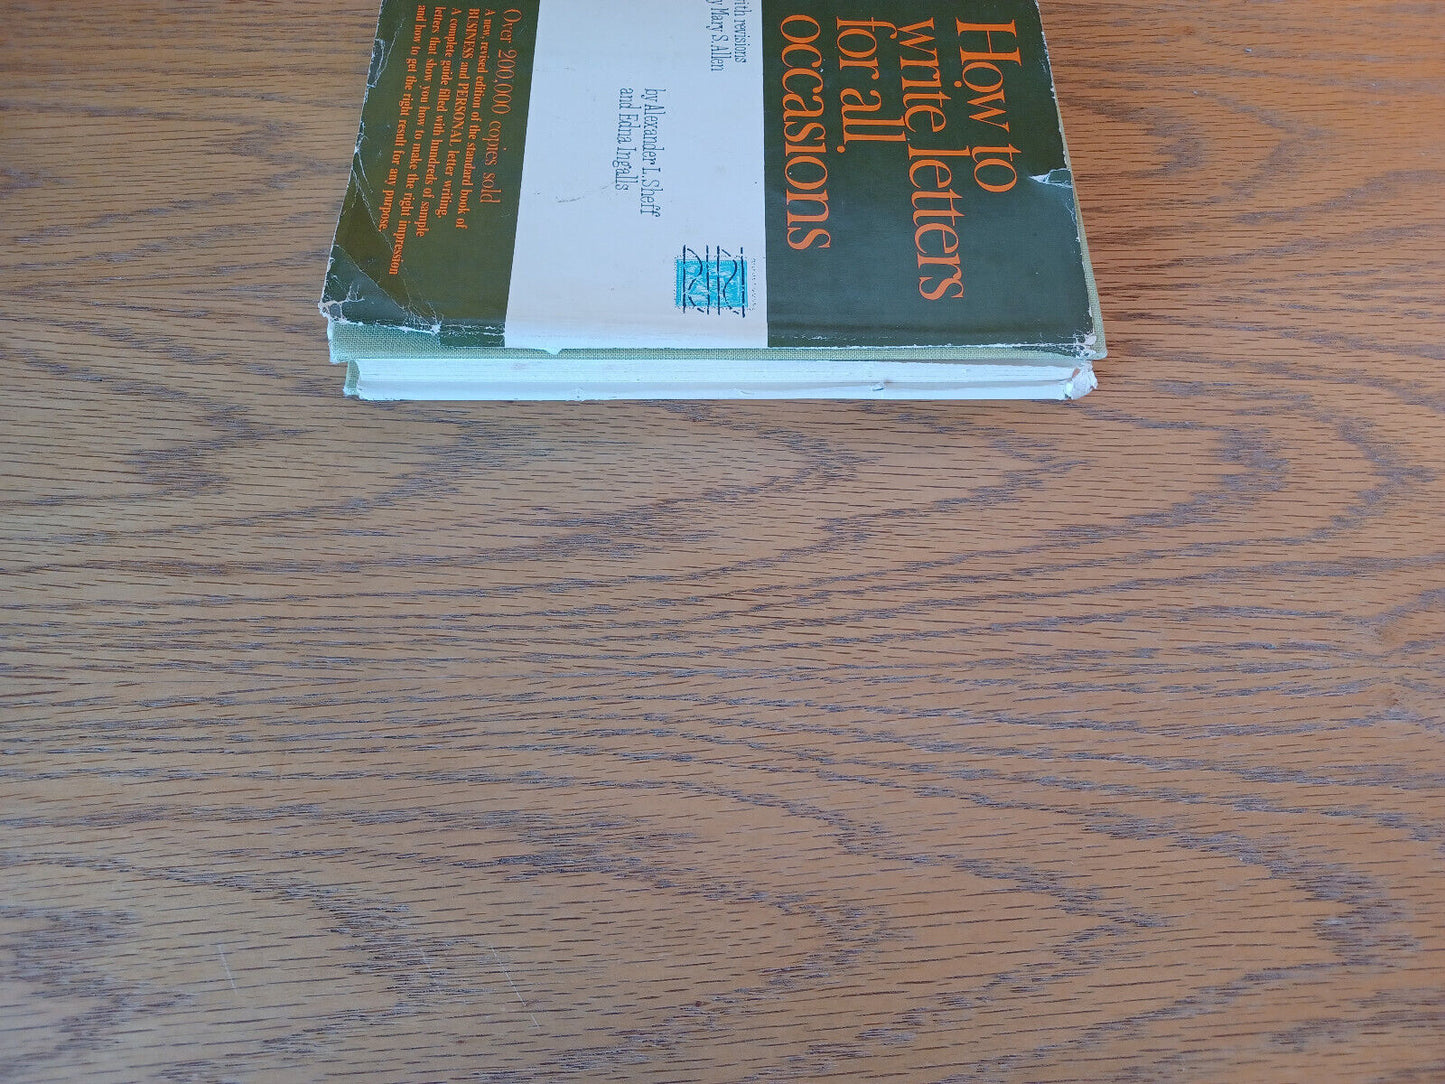 How to
write letters
for all
occasions
with revisions
by Mary S. Allen
by Alexander L. Sheff
and Edna Ingalls
Over 200,000 copies sold
A new, revised edition of the standard book of
BUSINESS and PERSONAL letter writing.
A complete guide filled with hundreds of sample
letters that show you how to make the right impression
and how to get the right result for any purpose.